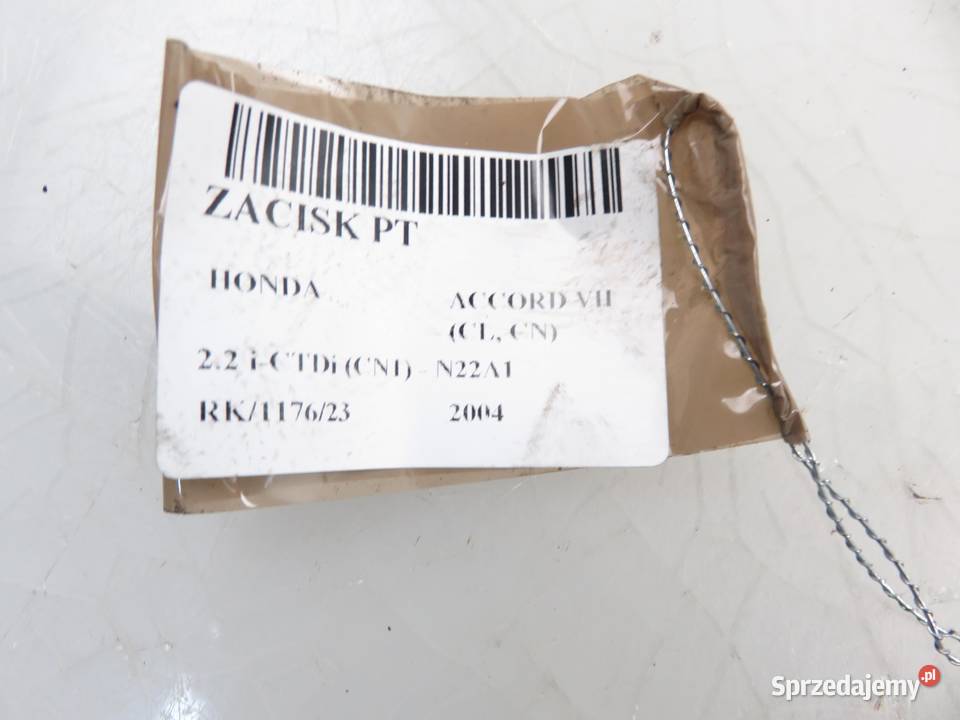 ZACISK PT
HONDA
ACCORD VII
(CL, CN)
2.2 i-CTDi (CN1) - N22A1
RK/1176/23
2004
Sprzedajemy.pl